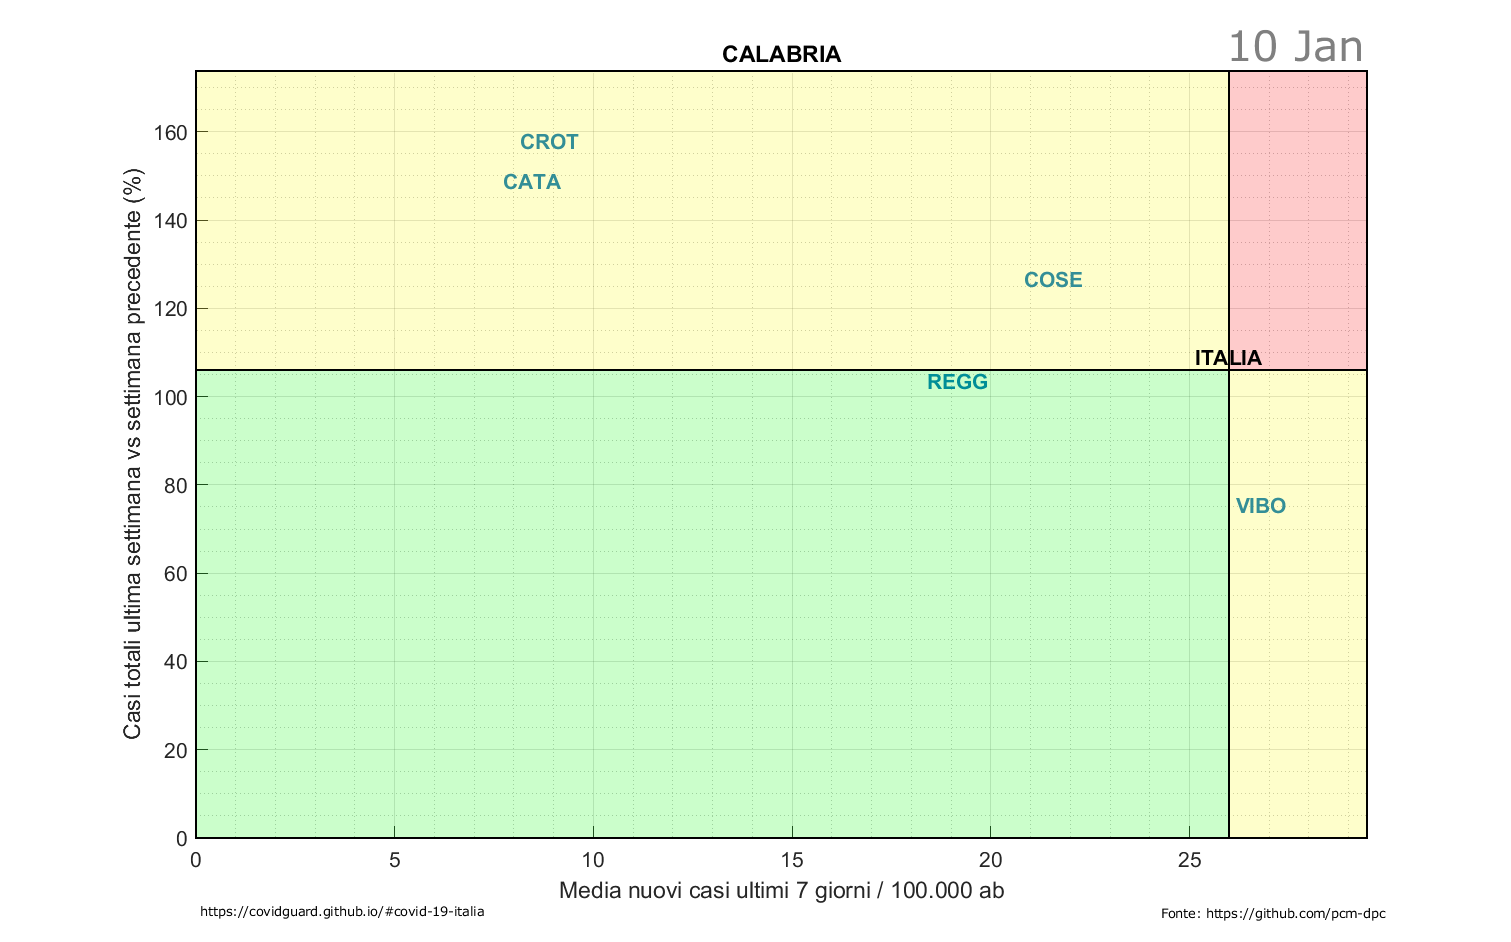 CALABRIA
10 Jan
160
140
120
100
80
60
40
20
0
Casi totali ultima settimana vs settimana precedente (%)
CROT
CATA
COSE
ITALIA
REGG
VIBO
0 5 10 15 20 25
Media nuovi casi ultimi 7 giorni / 100.000 ab
https://covidguard.github.io/#covid-19-italia
Fonte: https://github.com/pcm-dpc